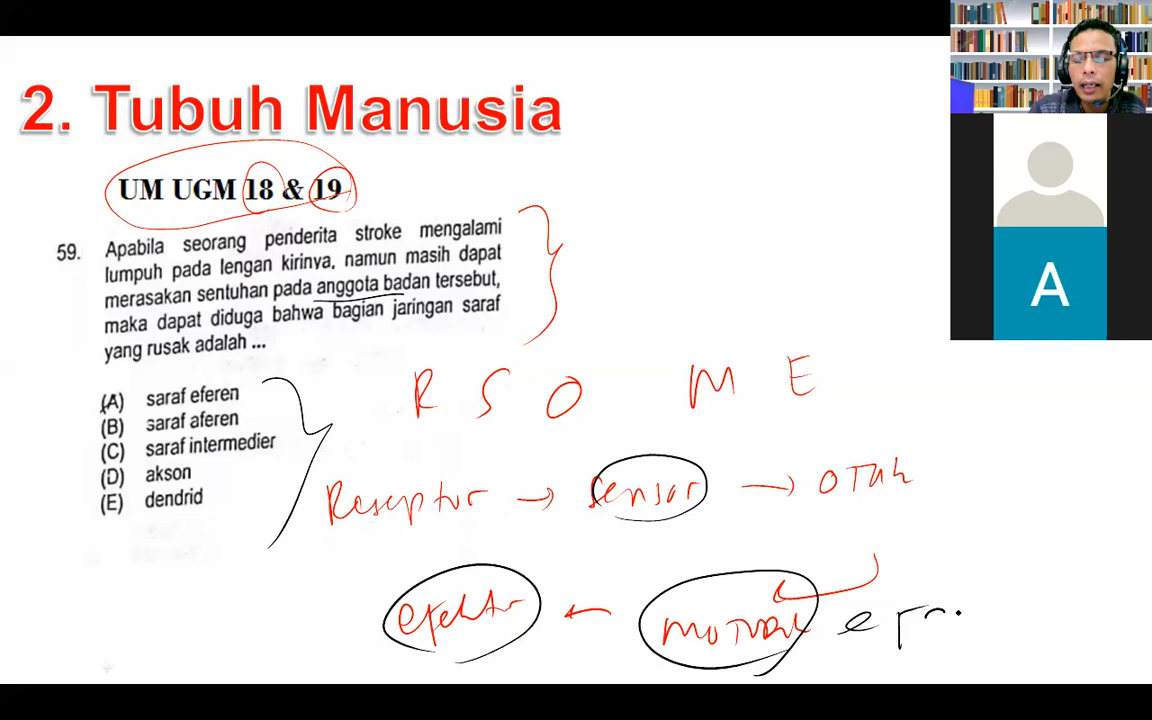 2. Tubuh Manusia
UM UGM 18 & 19
59. Apabila seorang penderita stroke mengalami
lumpuh pada lengan kirinya, namun masih dapat
merasakan sentuhan pada anggota badan tersebut,
maka dapat diduga bahwa bagian jaringan saraf
yang rusak adalah ...
(A) saraf eferen
(B) saraf aferen
(C) saraf intermedier
(D) akson
(E) dendrid
R S O M E
Reseptor → sensor → OTak
efektor ← motorik
A